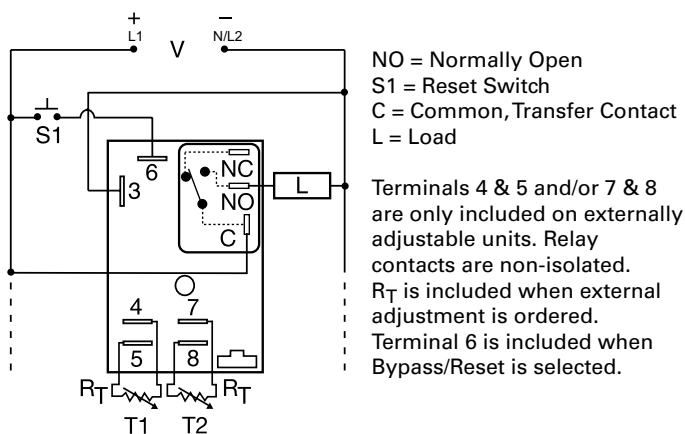 + −
L1 V N/L2
S1
6
3
NC
NO
L
C
4 7
5 8
RT RT
T1 T2
NO = Normally Open
S1 = Reset Switch
C = Common, Transfer Contact
L = Load
Terminals 4 & 5 and/or 7 & 8
are only included on externally
adjustable units. Relay
contacts are non-isolated.
RT is included when external
adjustment is ordered.
Terminal 6 is included when
Bypass/Reset is selected.